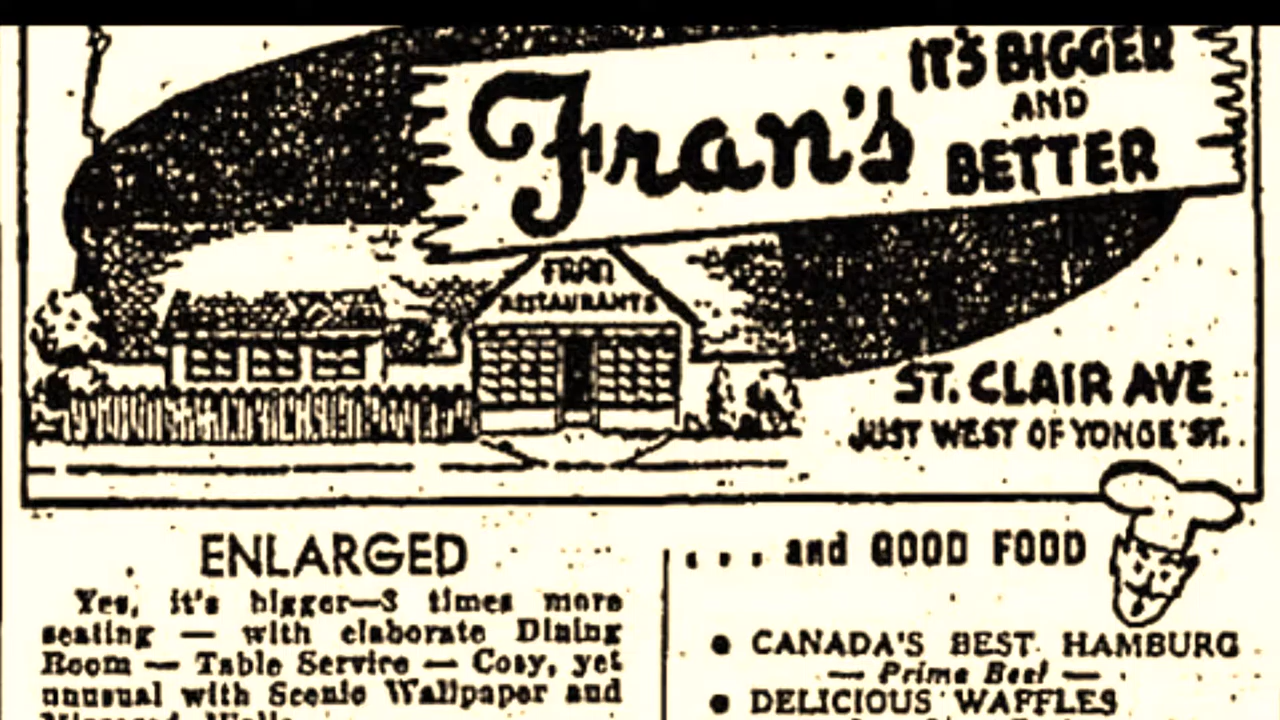 Fran's
IT'S BIGGER
AND
BETTER
FRAN
RESTAURANTS
ST. CLAIR AVE
JUST WEST OF YONGE ST.
ENLARGED
Yes, it's bigger—3 times more
seating — with elaborate Dining
Room — Table Service — Cosy, yet
unusual with Scenic Wallpaper and
. . . and GOOD FOOD
● CANADA'S BEST HAMBURG
— Prime Beef —
● DELICIOUS WAFFLES